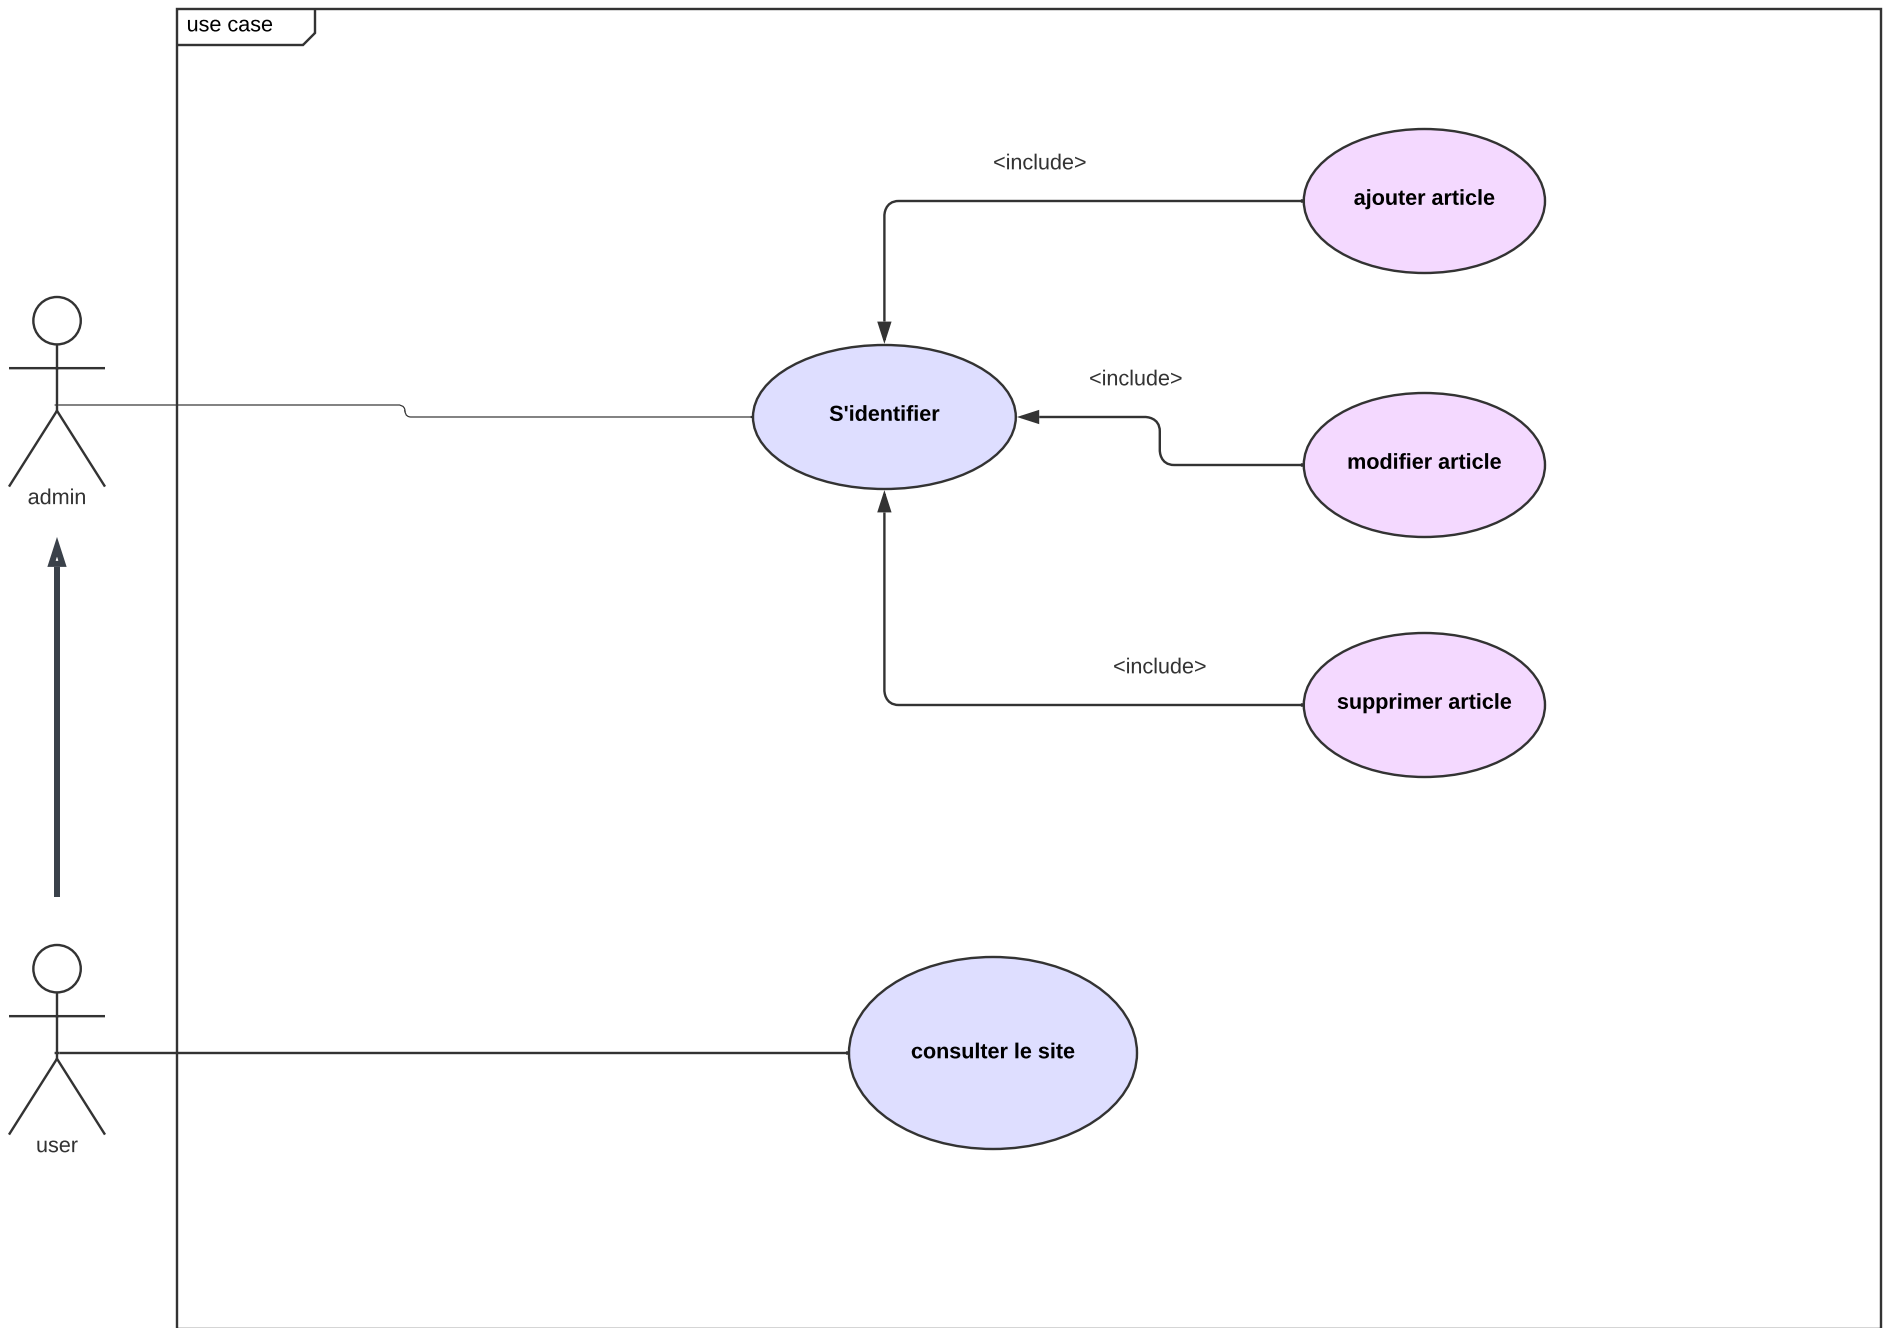 use case
<include>
ajouter article
<include>
S'identifier
modifier article
admin
<include>
supprimer article
consulter le site
user